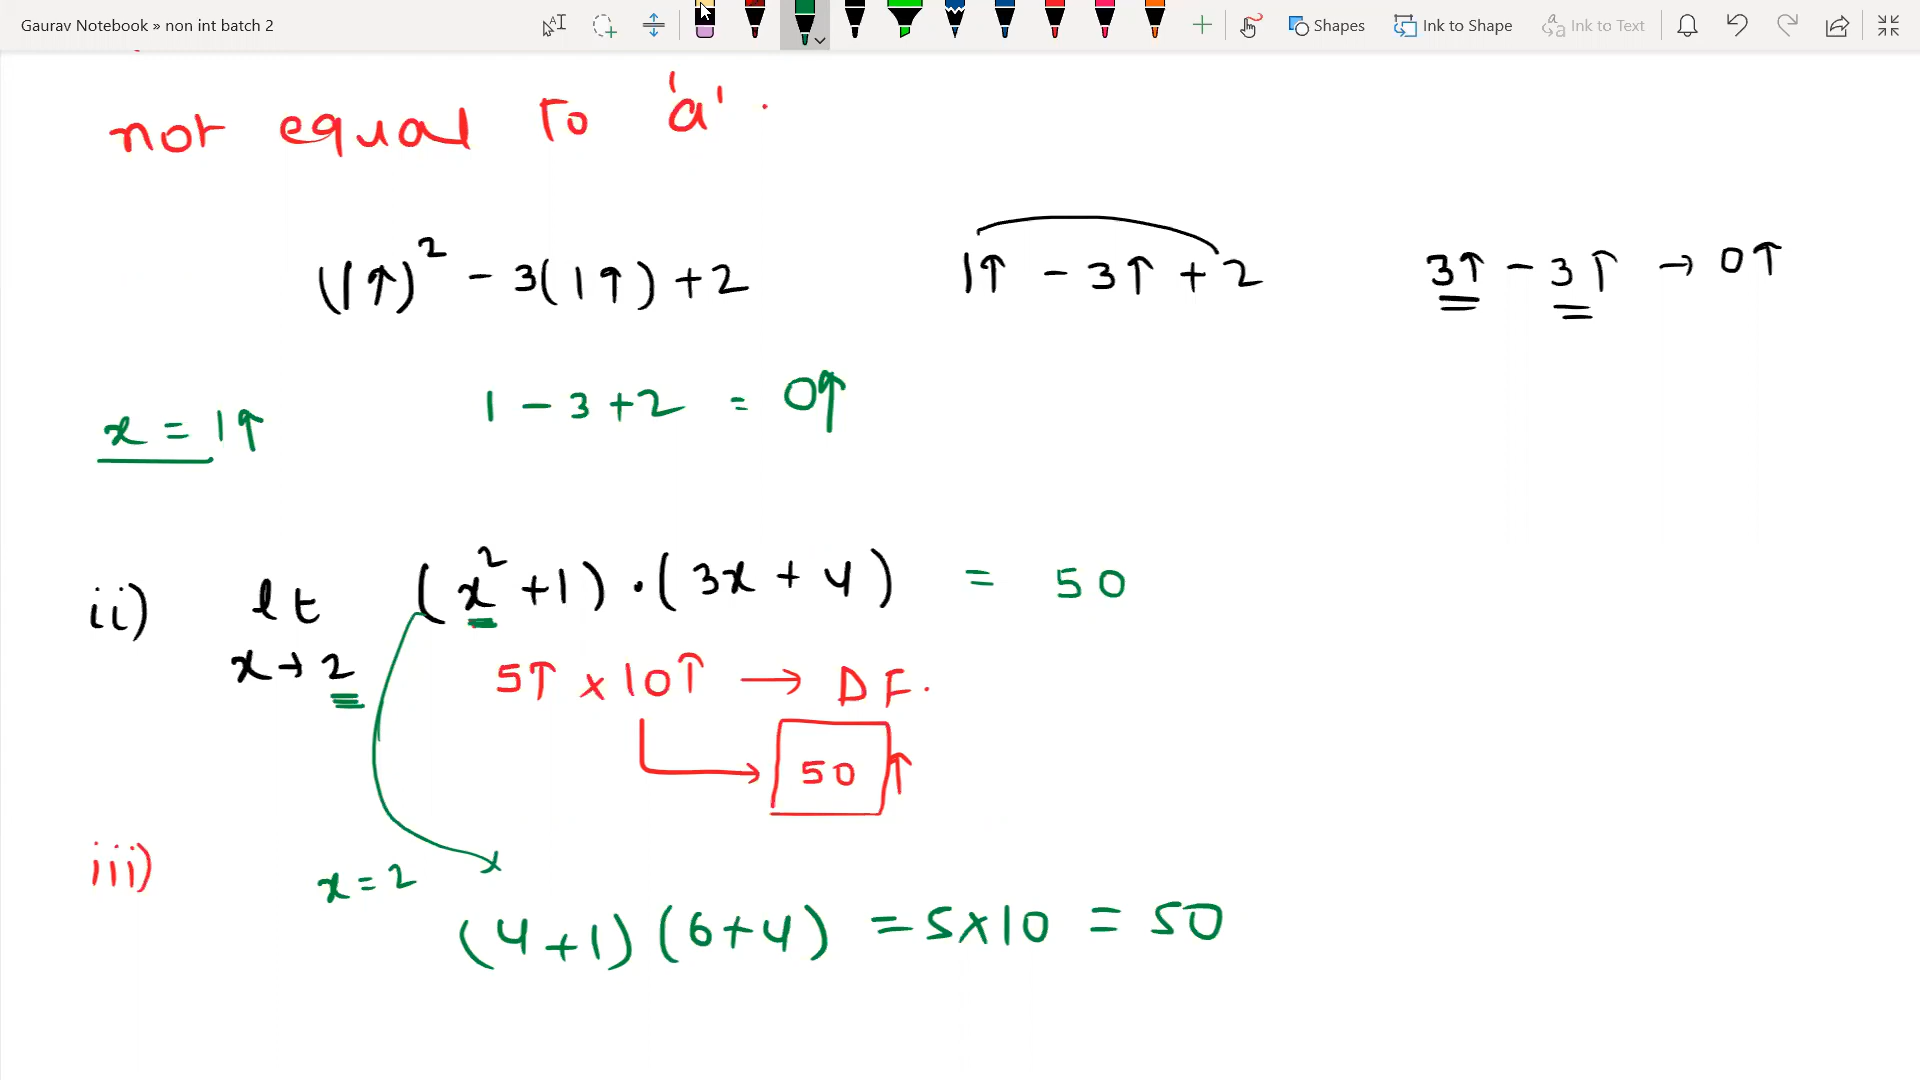 Gaurav Notebook » non int batch 2
Shapes
Ink to Shape
Ink to Text
not equal to 'a'.
(1↑)² - 3(1↑) + 2
1↑ - 3↑ + 2
3↑ - 3↑ → 0↑
x = 1↑
1 - 3 + 2 = 0↑
ii) lt (x² + 1) · (3x + 4) = 50
x → 2
5↑ × 10↑ → DF.
50 ↑
iii)
x = 2
(4 + 1) (6 + 4) = 5 × 10 = 50